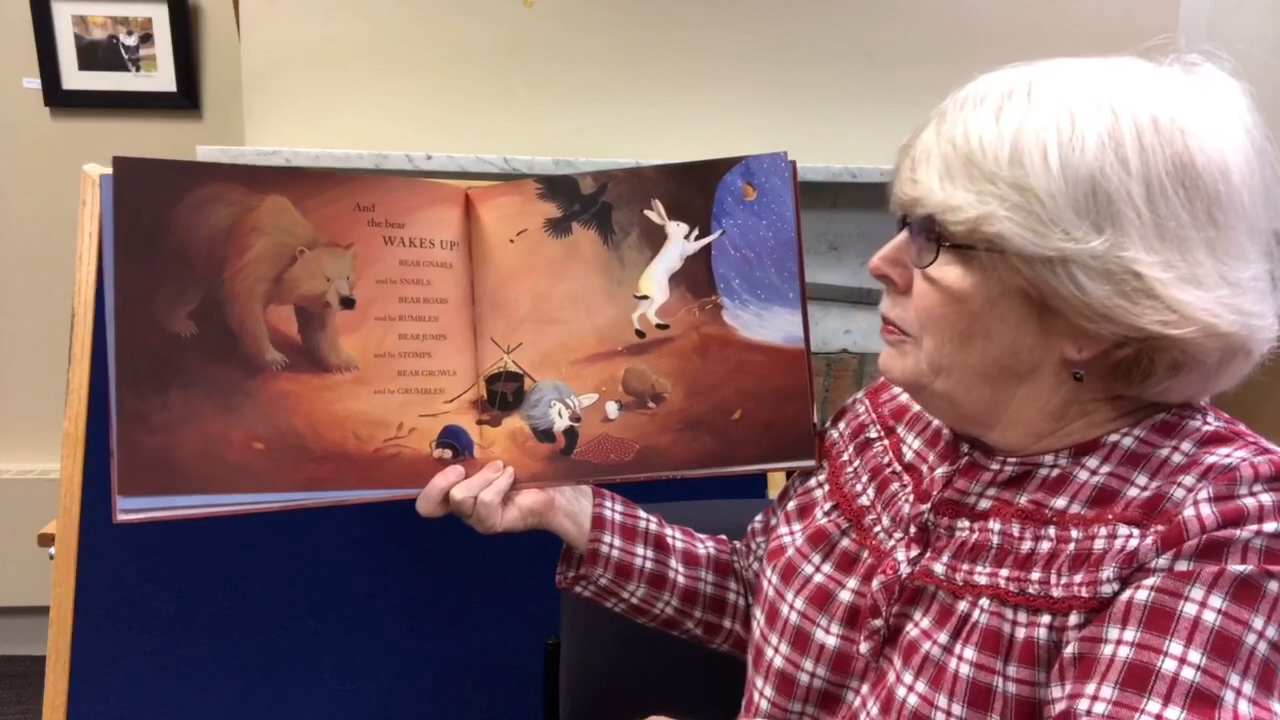 And
the bear
WAKES UP!
BEAR GNARLS
and he SNARLS.
BEAR ROARS
and he RUMBLES!
BEAR JUMPS
and he STOMPS.
BEAR GROWLS
and he GRUMBLES!